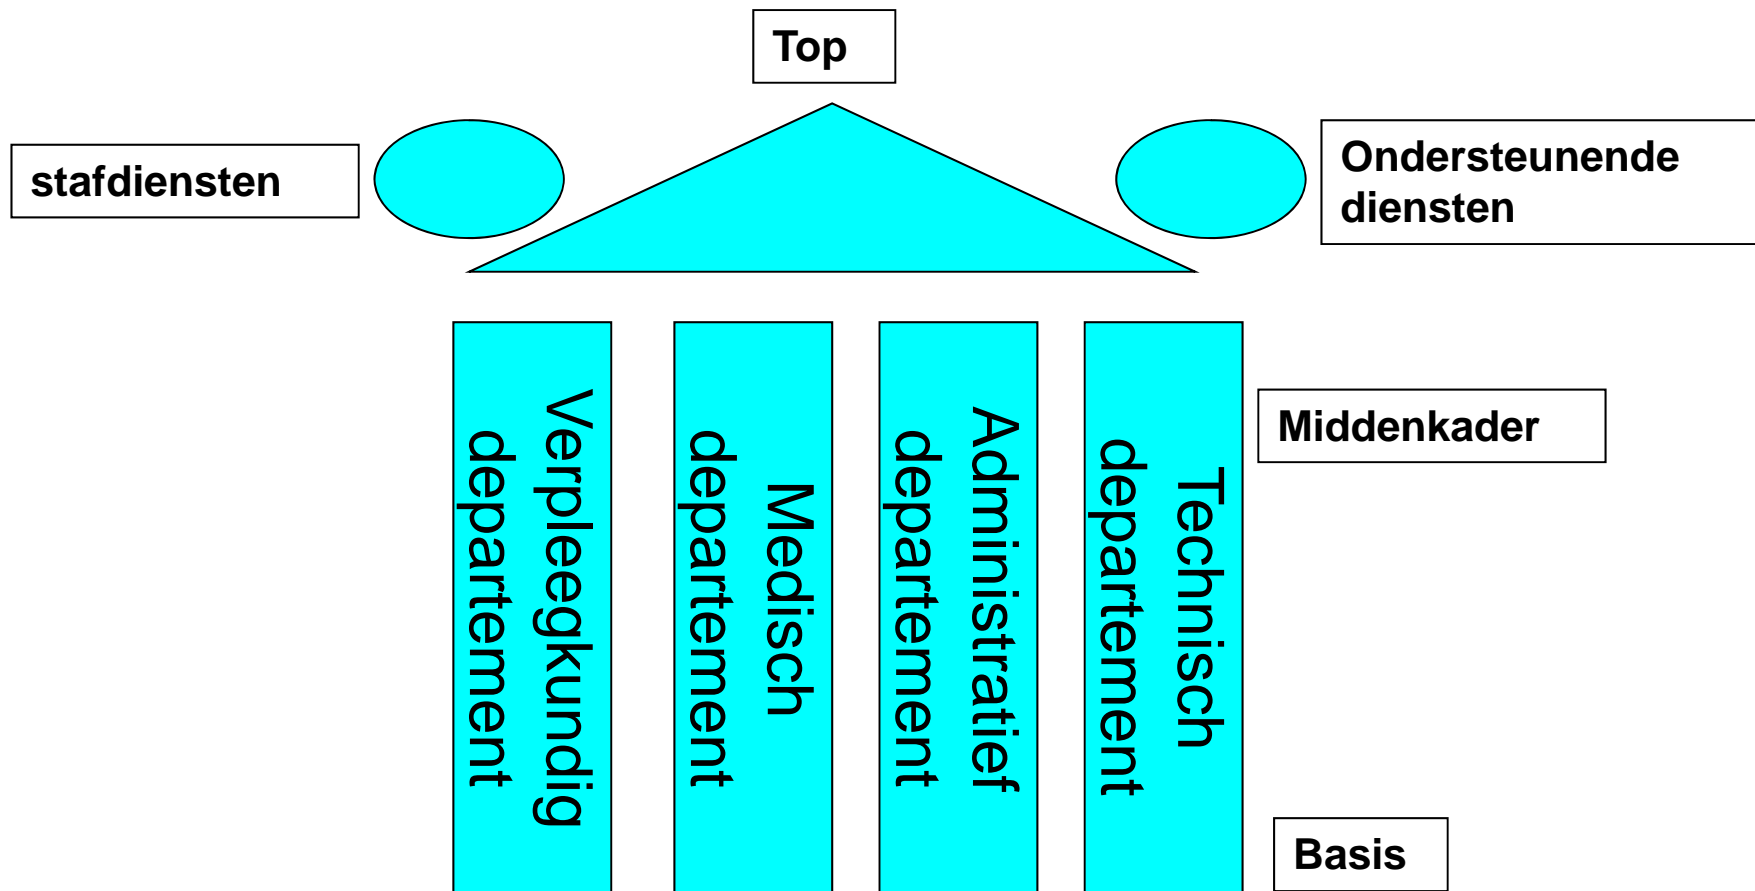 Top
stafdiensten
Ondersteunende
diensten
Verpleegkundig
departement
Medisch
departement
Administratief
departement
Technisch
departement
Middenkader
Basis